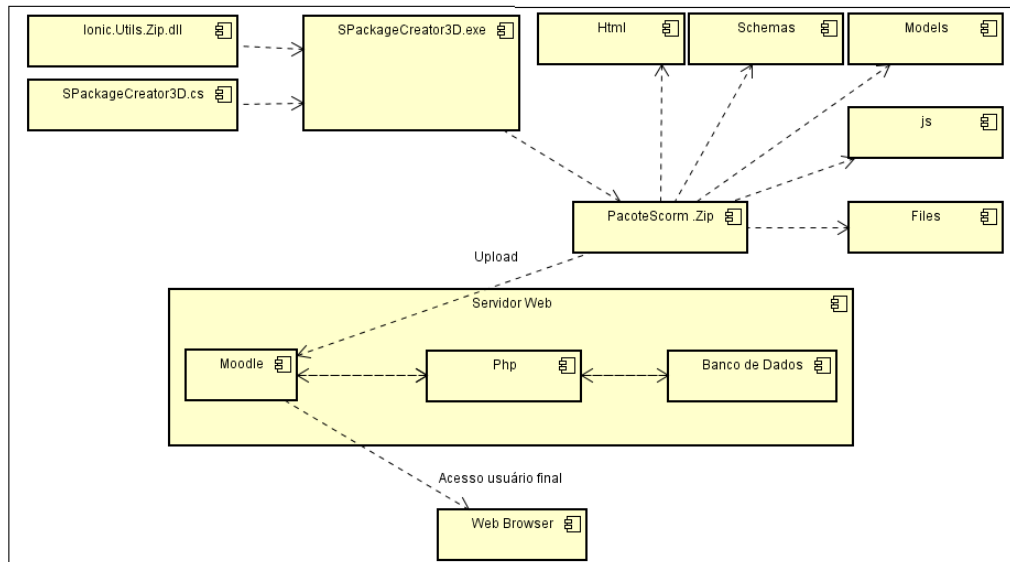 Ionic.Utils.Zip.dll
SPackageCreator3D.exe
Html
Schemas
Models
SPackageCreator3D.cs
js
PacoteScorm .Zip
Files
Upload
Servidor Web
Moodle
Php
Banco de Dados
Acesso usuário final
Web Browser